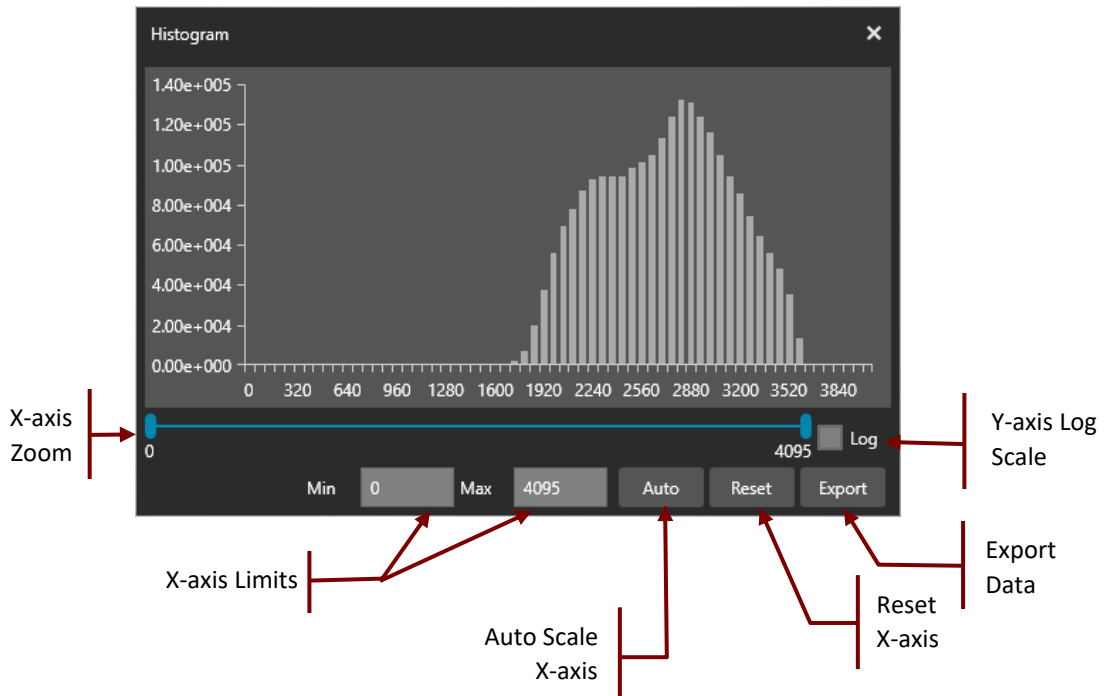 Histogram
1.40e+005
1.20e+005
1.00e+005
8.00e+004
6.00e+004
4.00e+004
2.00e+004
0.00e+000
0 320 640 960 1280 1600 1920 2240 2560 2880 3200 3520 3840
X-axis
Zoom
0
4095
Log
Y-axis Log
Scale
Min 0 Max 4095 Auto Reset Export
X-axis Limits
Auto Scale
X-axis
Reset
X-axis
Export
Data